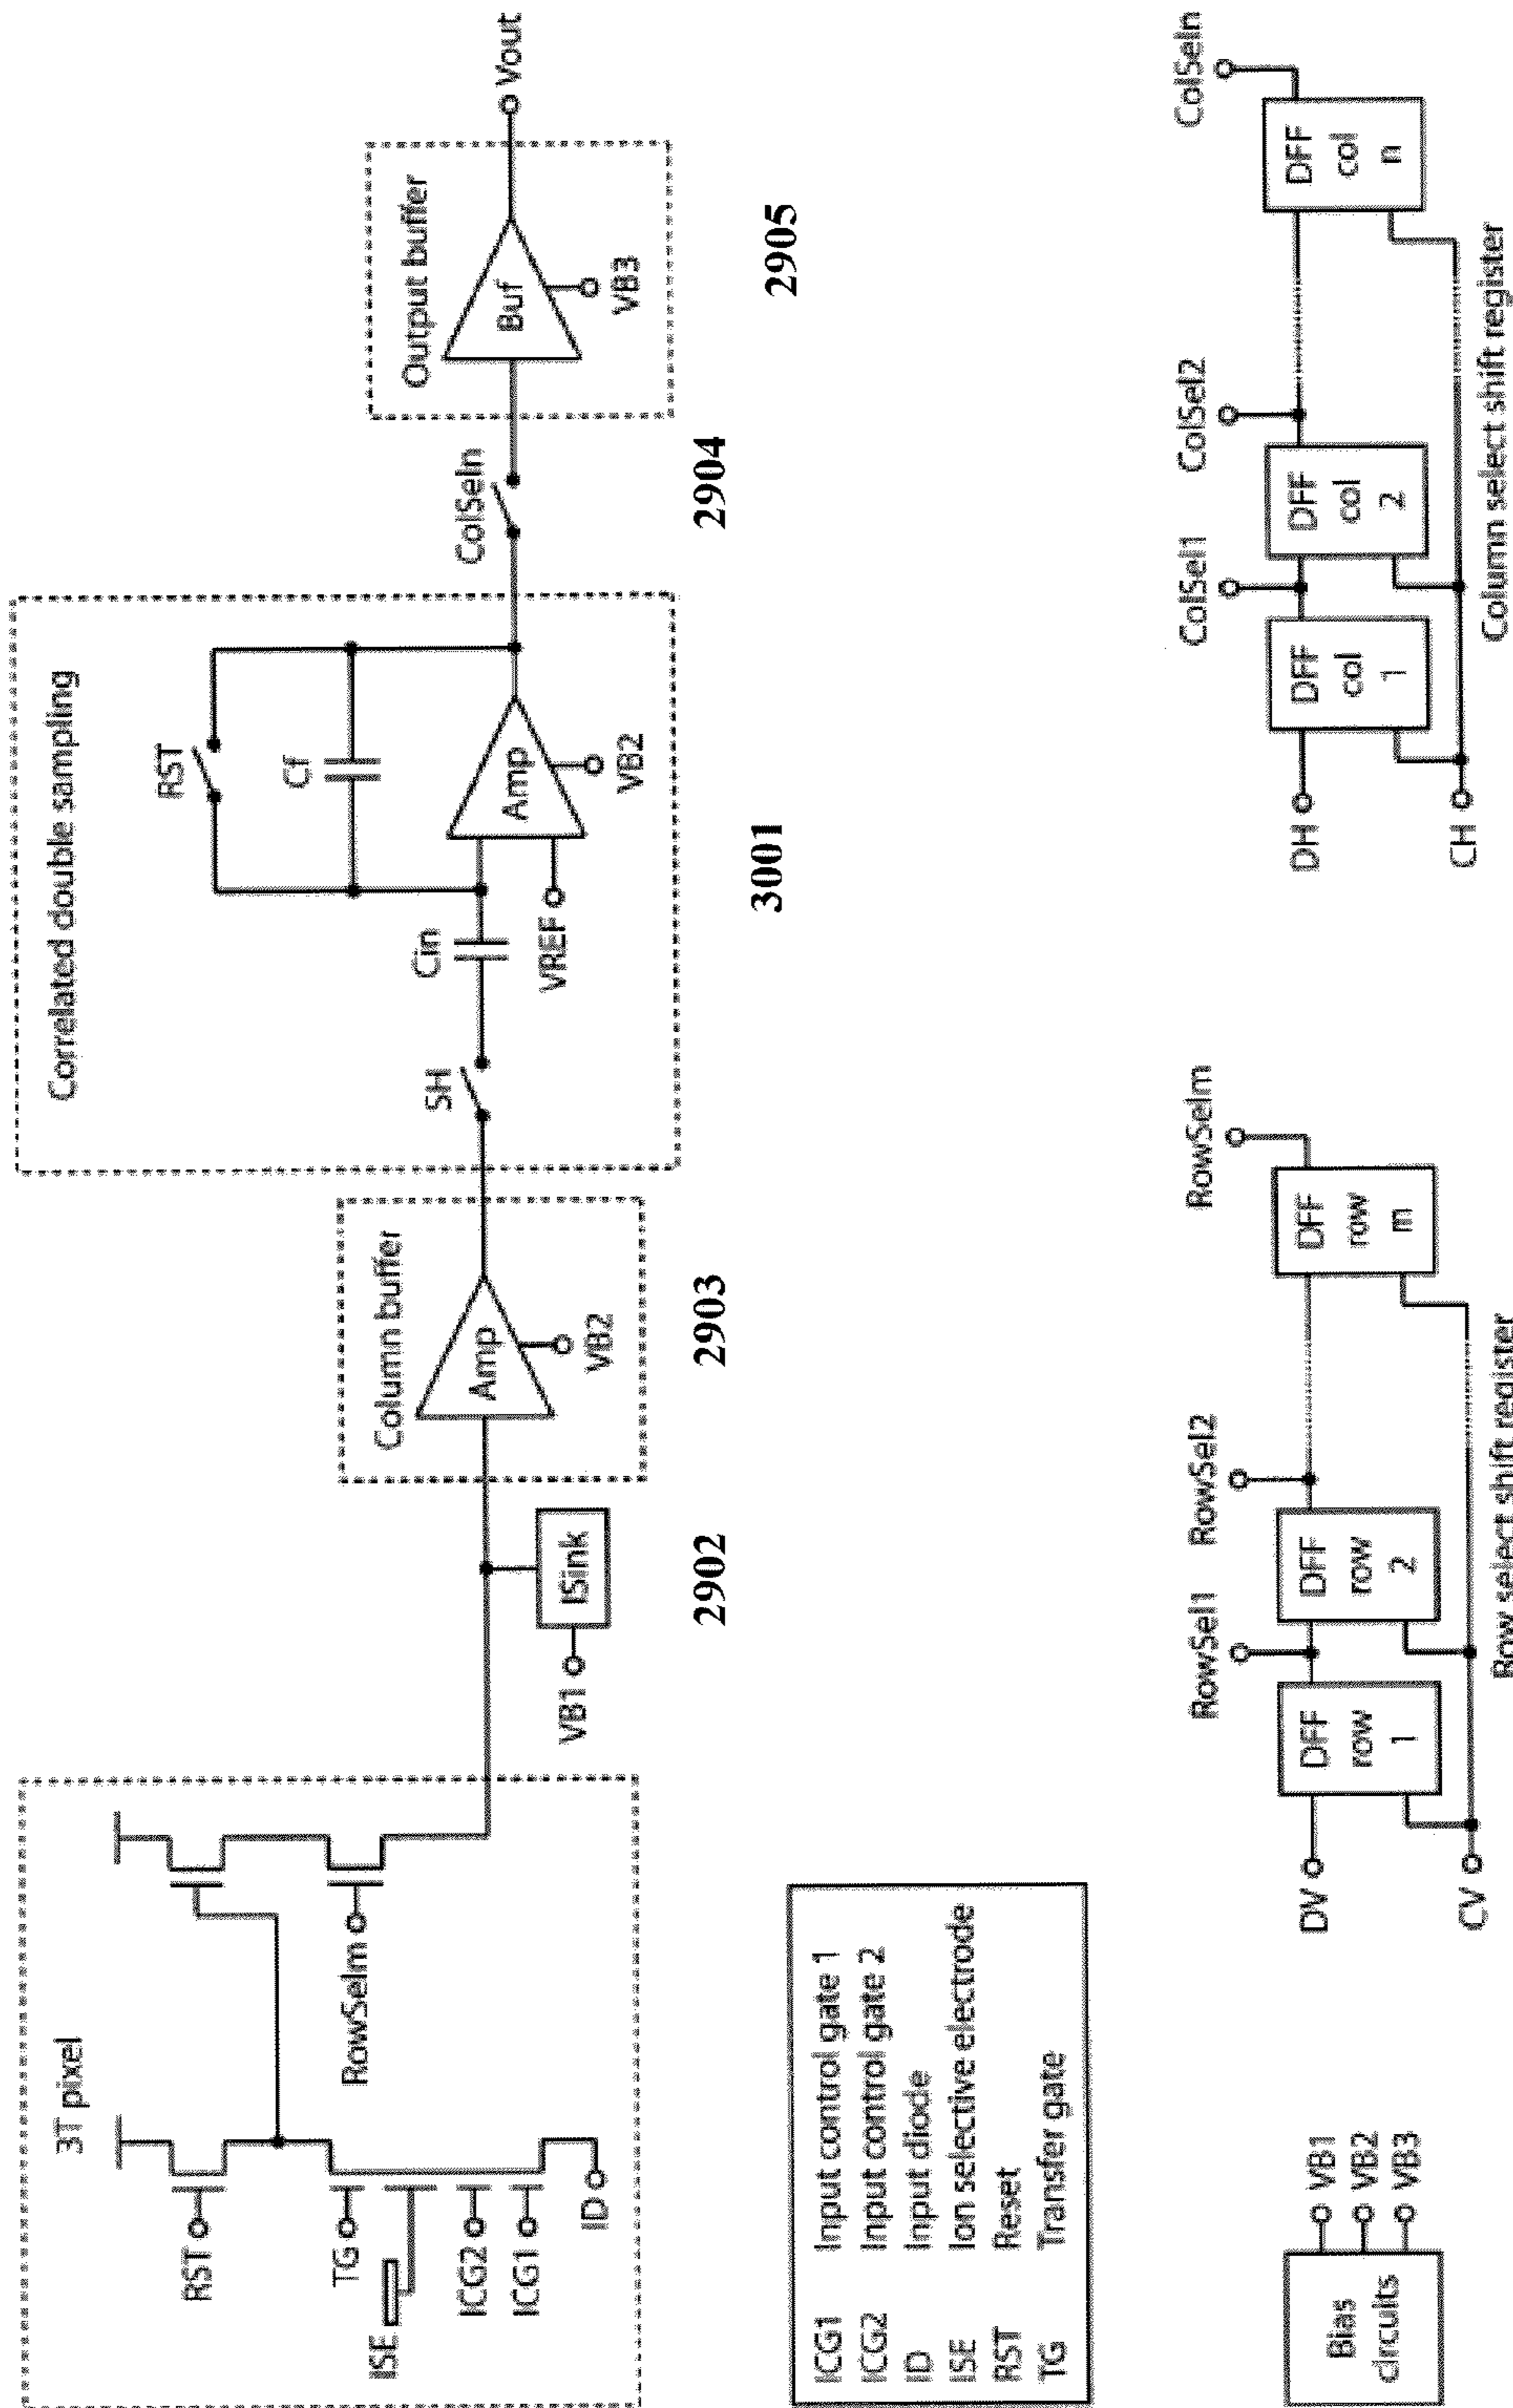 3T pixel
RST
TG
ISE
ICG2
ICG1
ID
RowSelm
VB1
ISink
2902
Column buffer
Amp
VB2
2903
Correlated double sampling
SH
Cin
VREF
RST
Cf
Amp
VB2
3001
ColSeln
2904
Output buffer
Buf
VB3
2905
Vout
ICG1 Input control gate 1
ICG2 Input control gate 2
ID Input diode
ISE Ion selective electrode
RST Reset
TG Transfer gate
Bias
circuits
VB1
VB2
VB3
DV
CV
DFF
row
1
RowSel1
DFF
row
2
RowSel2
DFF
row
m
RowSelm
Row select shift register
DH
CH
DFF
col
1
ColSel1
DFF
col
2
ColSel2
DFF
col
n
ColSeln
Column select shift register